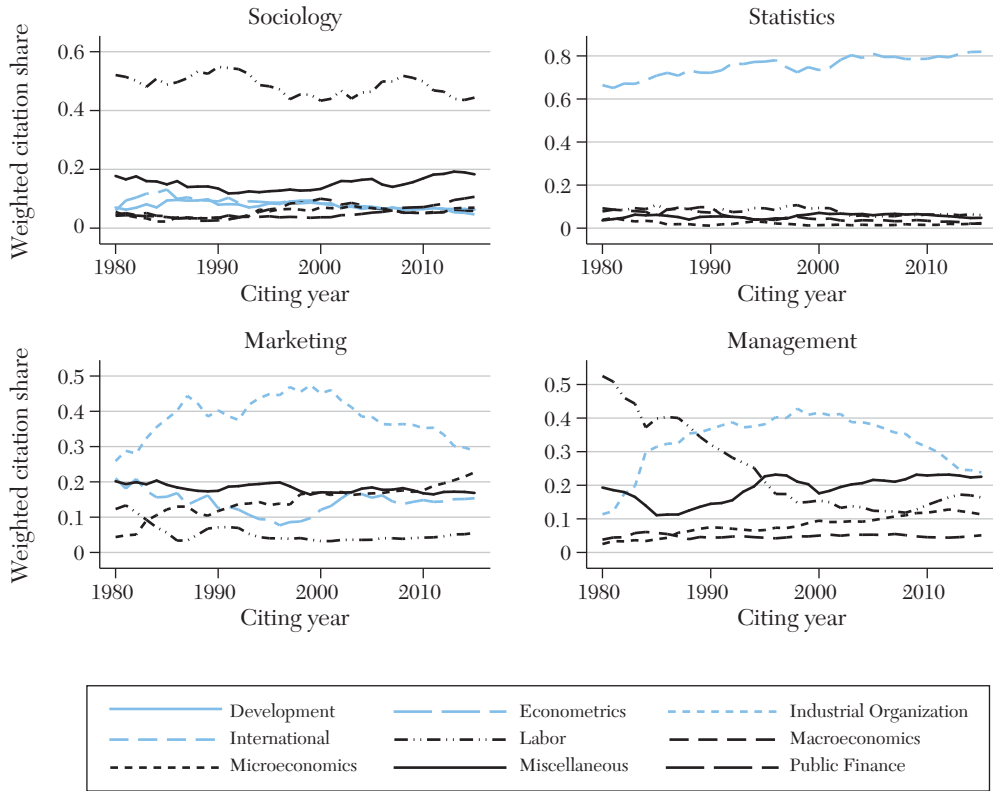 Sociology
Weighted citation share
0.6
0.4
0.2
0
1980 1990 2000 2010
Citing year
Statistics
0.8
0.6
0.4
0.2
0
1980 1990 2000 2010
Citing year
Marketing
Weighted citation share
0.5
0.4
0.3
0.2
0.1
0
1980 1990 2000 2010
Citing year
Management
0.5
0.4
0.3
0.2
0.1
0
1980 1990 2000 2010
Citing year
Development Econometrics Industrial Organization
International Labor Macroeconomics
Microeconomics Miscellaneous Public Finance